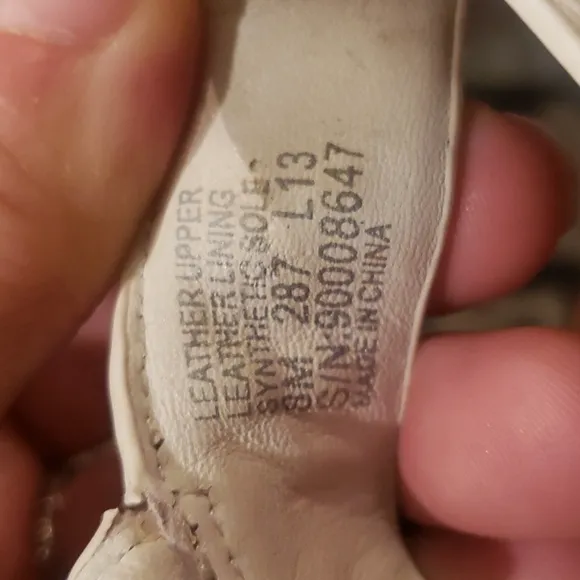 LEATHER UPPER
LEATHER LINING
SYNTHETIC SOLE
8M 287 L13
S/N 90008647
MADE IN CHINA